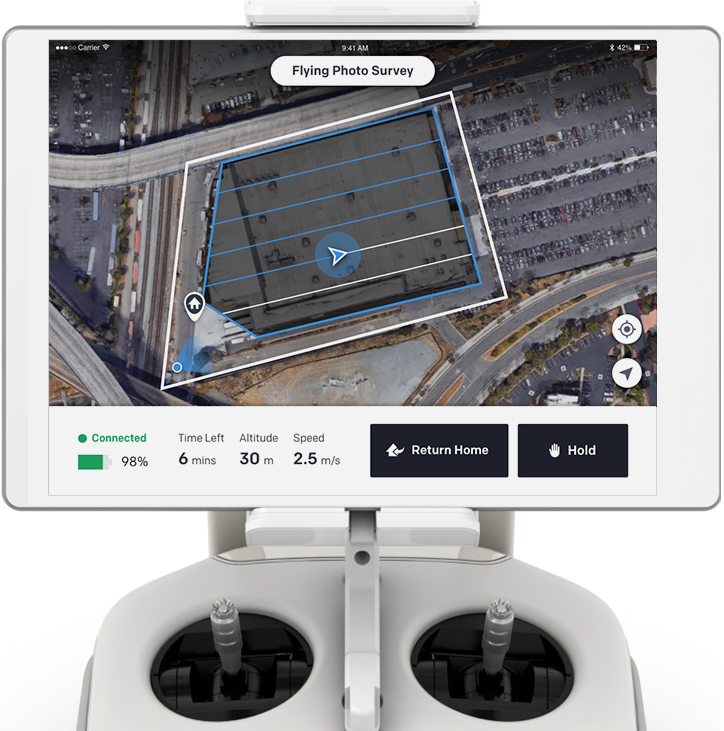 Carrier
9:41 AM
42%
Flying Photo Survey
Connected
98%
Time Left
6 mins
Altitude
30 m
Speed
2.5 m/s
Return Home
Hold